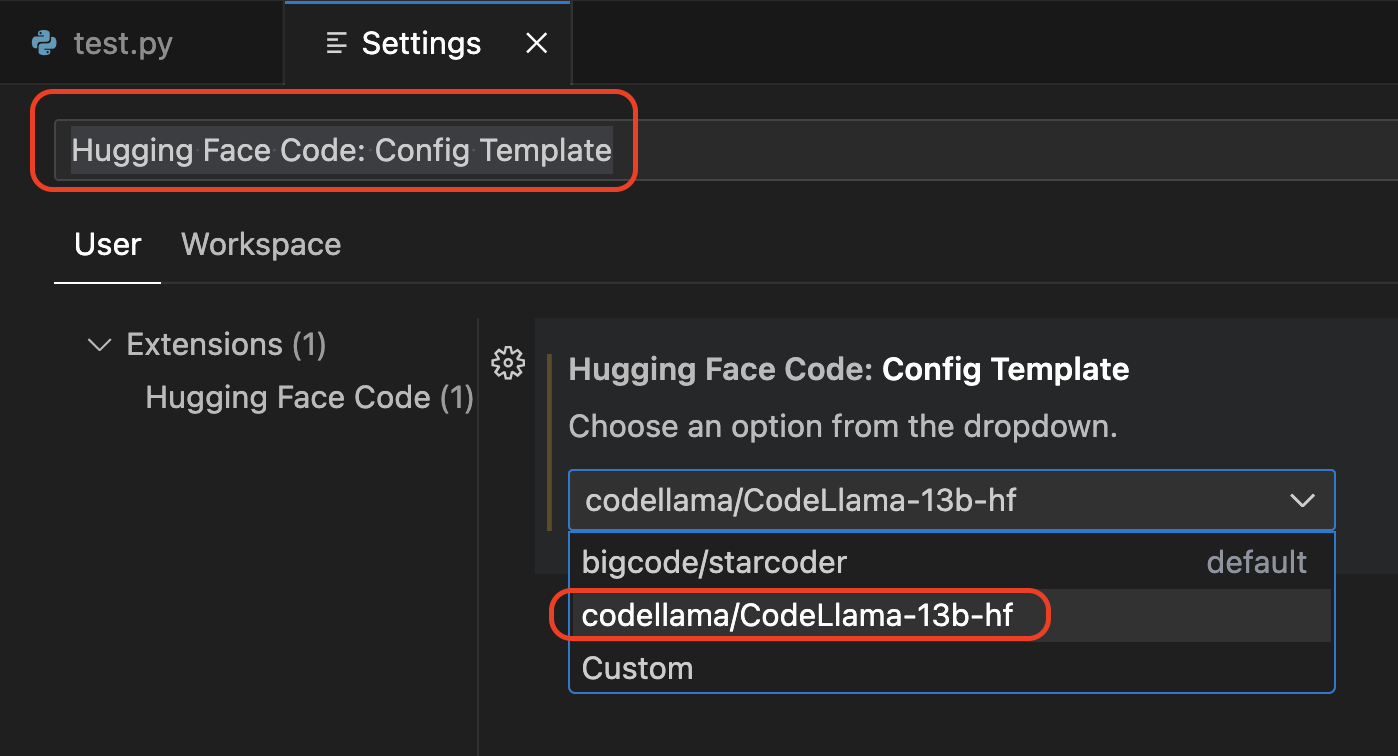 test.py
Settings
Hugging Face Code: Config Template
User Workspace
Extensions (1)
Hugging Face Code (1)
Hugging Face Code: Config Template
Choose an option from the dropdown.
codellama/CodeLlama-13b-hf
bigcode/starcoder default
codellama/CodeLlama-13b-hf
Custom